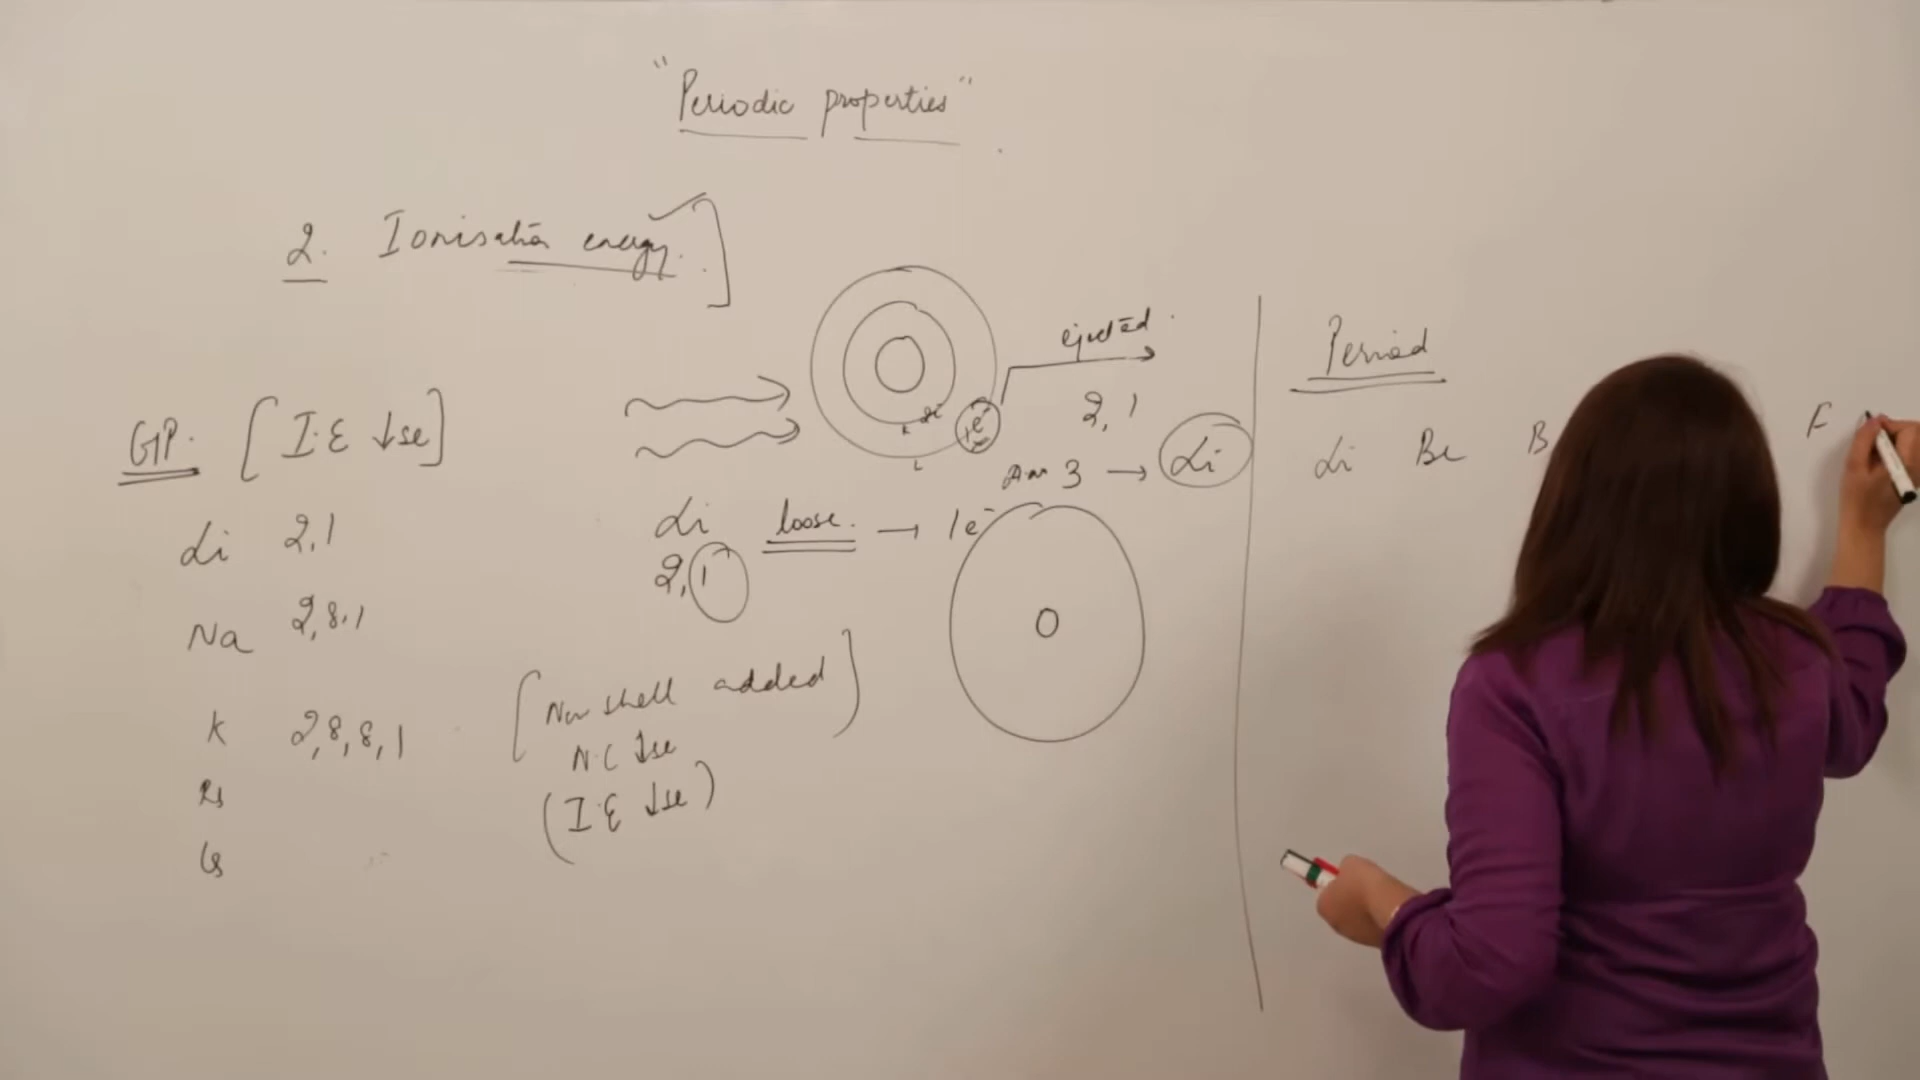 "Periodic properties"
2. Ionisation energy.
GP. [I.E ↓se]
Li 2,1
Na 2,8,1
K 2,8,8,1
Rb
Cs
ejected.
2e⁻
K
L
1e⁻
2,1
3 → Li
Li loose. → 1e⁻
2,1
[New shell added]
N.C ↓se
(I.E ↓se)
Period
Li Be B F